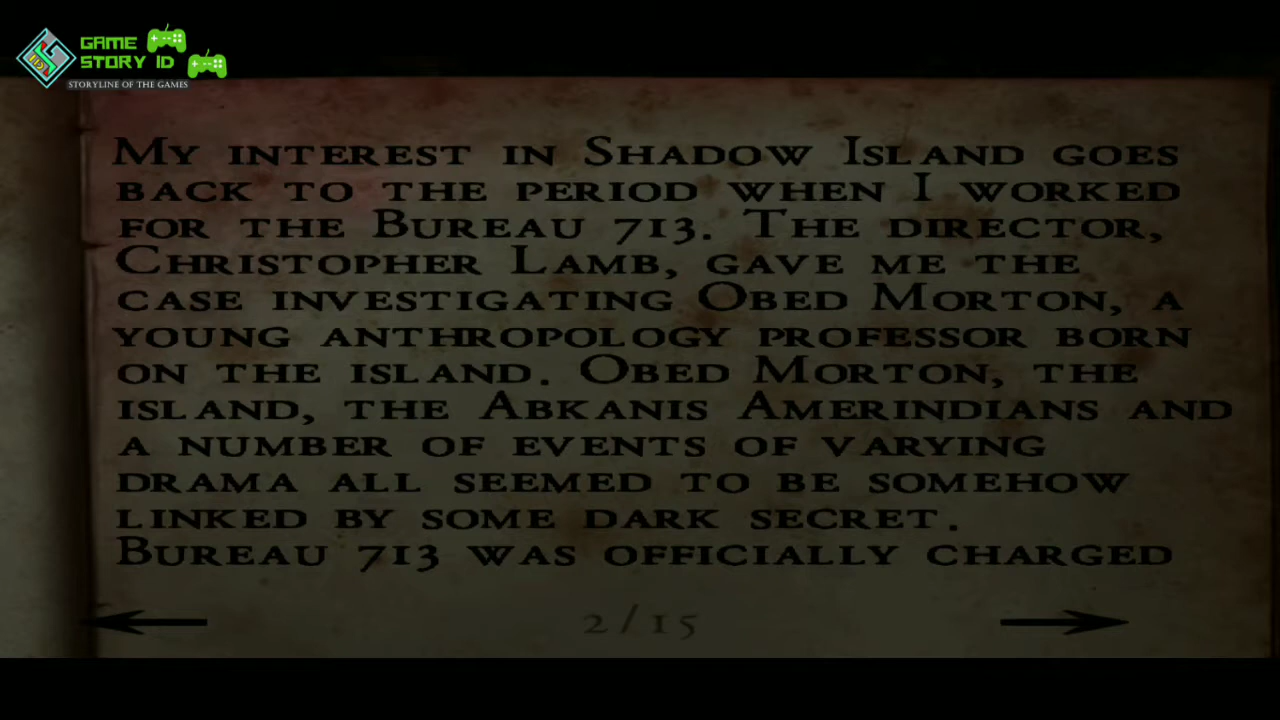 GAME
STORY ID
STORYLINE OF THE GAMES
My interest in Shadow Island goes
back to the period when I worked
for the Bureau 713. The director,
Christopher Lamb, gave me the
case investigating Obed Morton, a
young anthropology professor born
on the island. Obed Morton, the
island, the Abkanis Amerindians and
a number of events of varying
drama all seemed to be somehow
linked by some dark secret.
Bureau 713 was officially charged
2/15